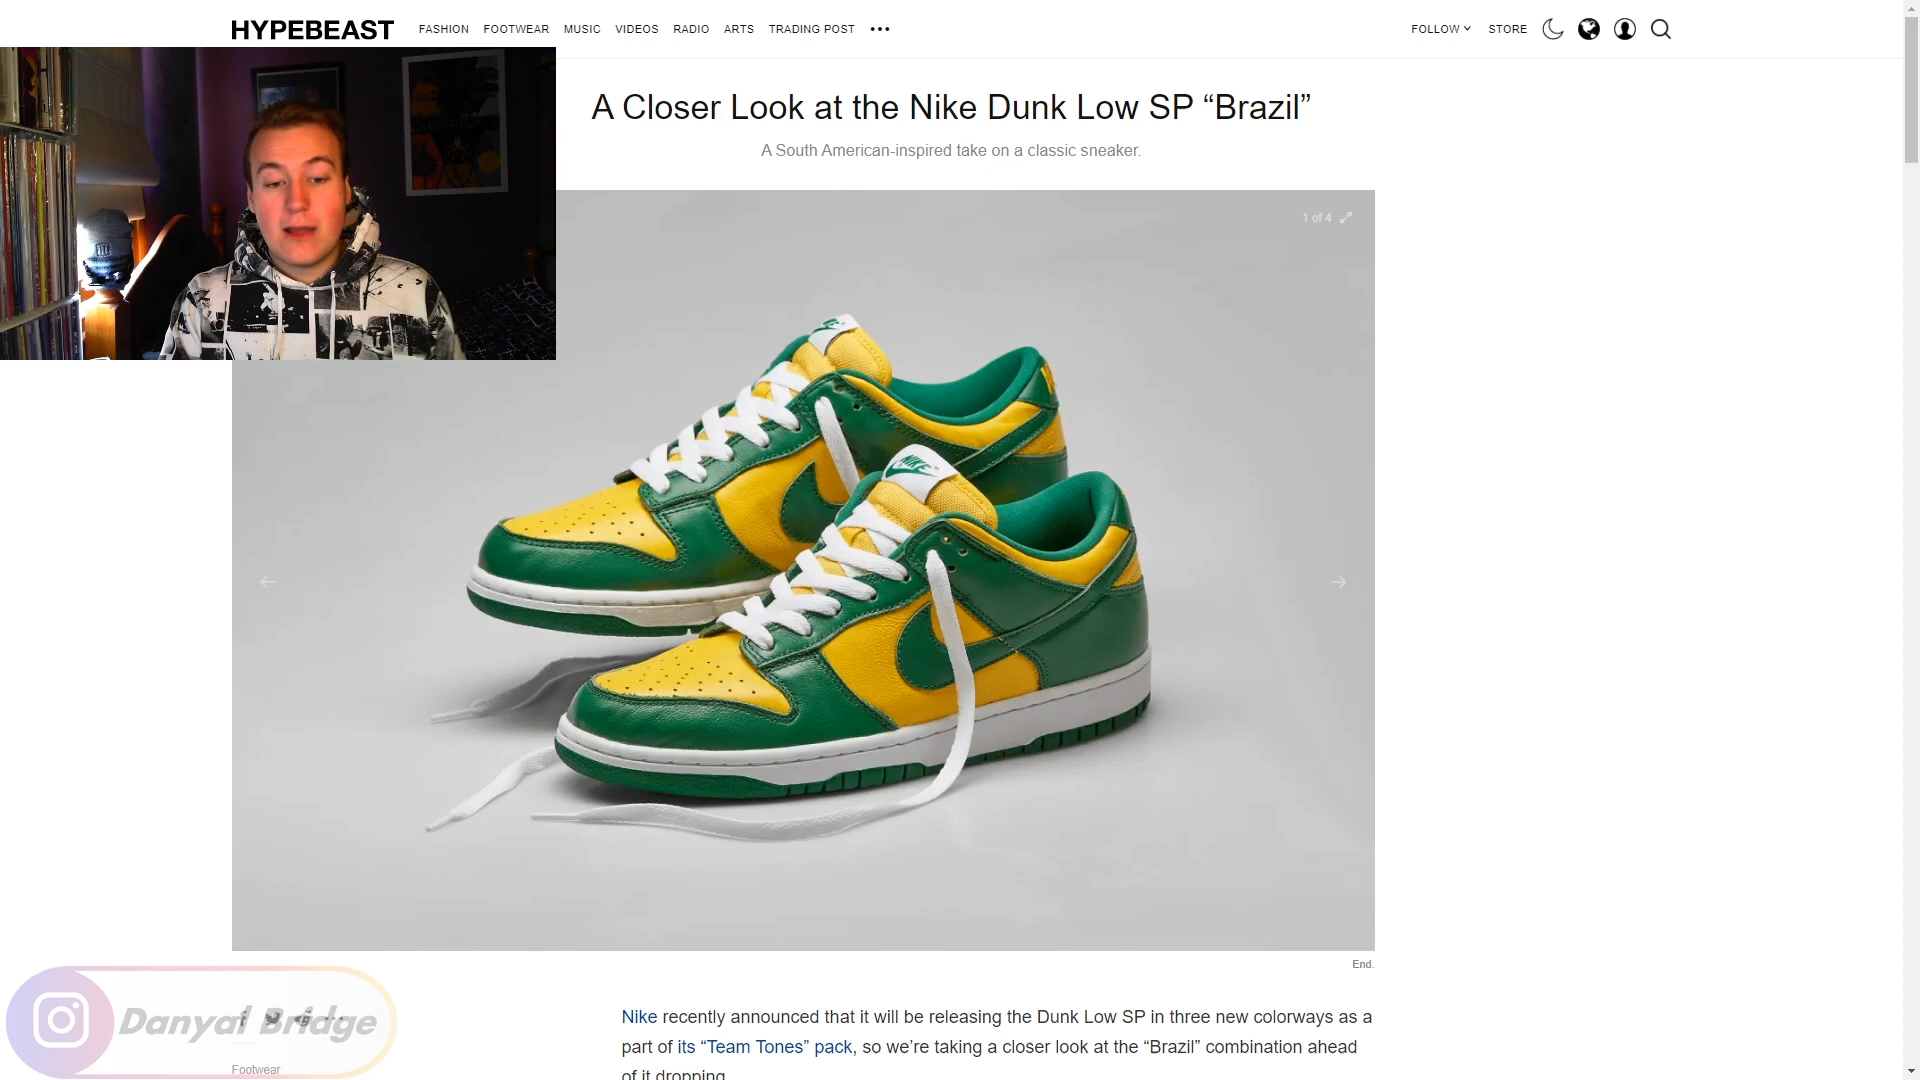 HYPEBEAST FASHION FOOTWEAR MUSIC VIDEOS RADIO ARTS TRADING POST FOLLOW STORE
A Closer Look at the Nike Dunk Low SP “Brazil”
A South American-inspired take on a classic sneaker.
1 of 4
NIKE
End.
Nike recently announced that it will be releasing the Dunk Low SP in three new colorways as a
part of its “Team Tones” pack, so we’re taking a closer look at the “Brazil” combination ahead
of it dropping.
Danyal Bridge
Footwear